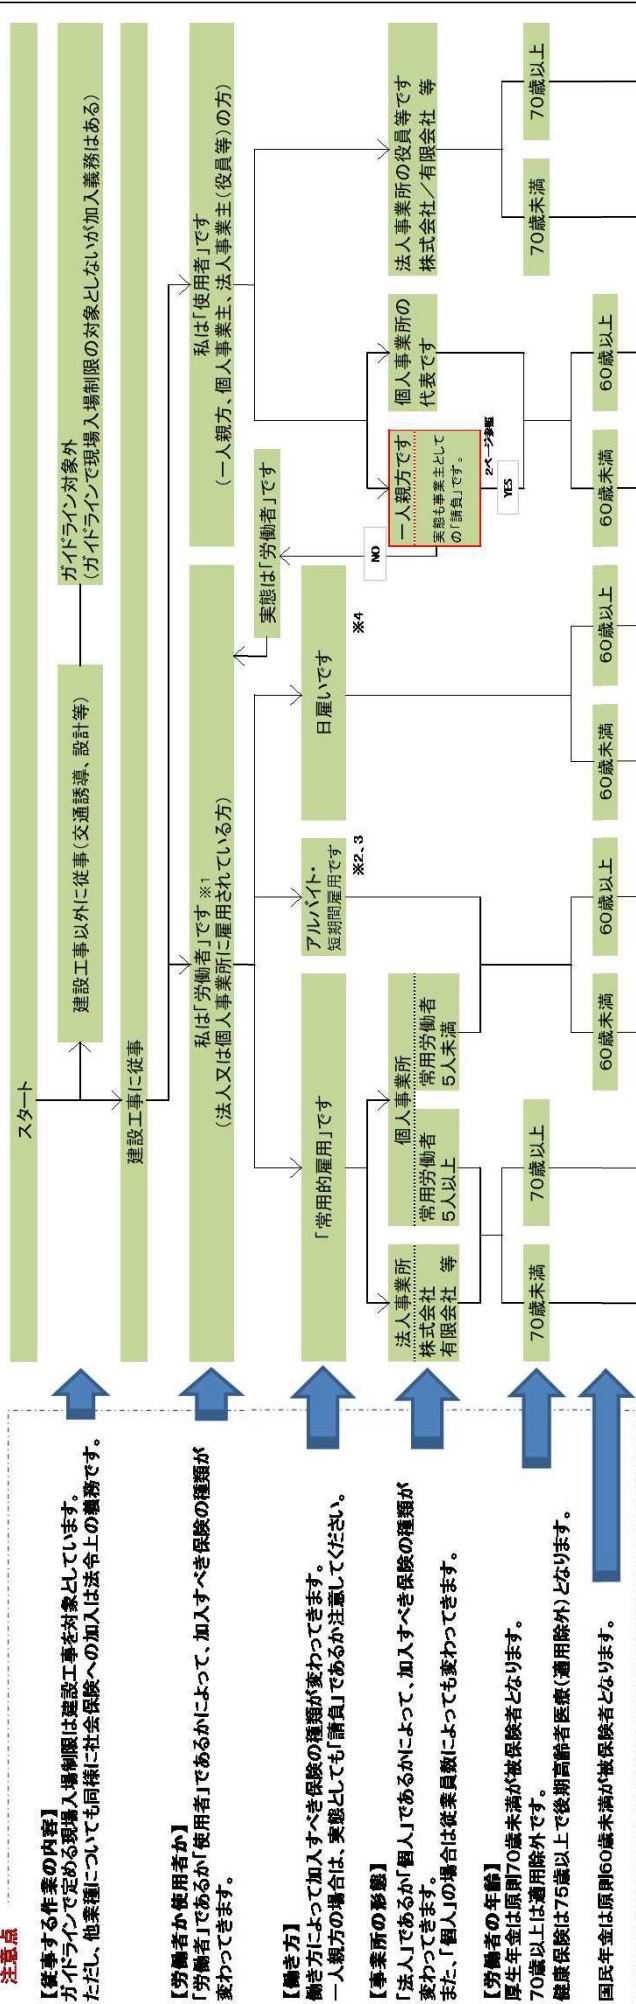 注意点
【従事する作業の内容】
ガイドラインで定める現場入場制限は建設工事を対象としています。
ただし、他業種についても同様に社会保険への加入は法令上の義務です。
【労働者か使用者か】
「労働者」であるか「使用者」であるかによって、加入すべき保険の種類が
変わってきます。
【働き方】
働き方によって加入すべき保険の種類が変わってきます。
一人親方の場合は、実態としても「請負」であるか注意してください。
【事業所の形態】
「法人」であるか「個人」であるかによって、加入すべき保険の種類が
変わってきます。
また、「個人」の場合は従業員数によっても変わってきます。
【労働者の年齢】
厚生年金は原則70歳未満が被保険者となります。
70歳以上は適用除外です。
健康保険は75歳以上で後期高齢者医療(適用除外)となります。
国民年金は原則60歳未満が被保険者となります。
スタート
建設工事以外に従事(交通誘導、設計等)
ガイドライン対象外
(ガイドラインで現場入場制限の対象としないが加入義務はある)
建設工事に従事
私は「労働者」です ※1
(法人又は個人事業所に雇用されている方)
私は「使用者」です
(一人親方、個人事業主、法人事業主(役員等)の方)
実態は「労働者」です
「常用的雇用」です
アルバイト・
短期間雇用です
※2、3
日雇いです
※4
NO
法人事業所
株式会社
有限会社 等
個人事業所
常用労働者
5人以上
常用労働者
5人未満
一人親方です
実態も事業主として
の「請負」です。
2ページ参照
YES
個人事業所の
代表です
法人事業所の役員等です
株式会社/有限会社 等
70歳未満
70歳以上
70歳未満
70歳以上
60歳未満
60歳以上
60歳未満
60歳以上
60歳未満
60歳以上